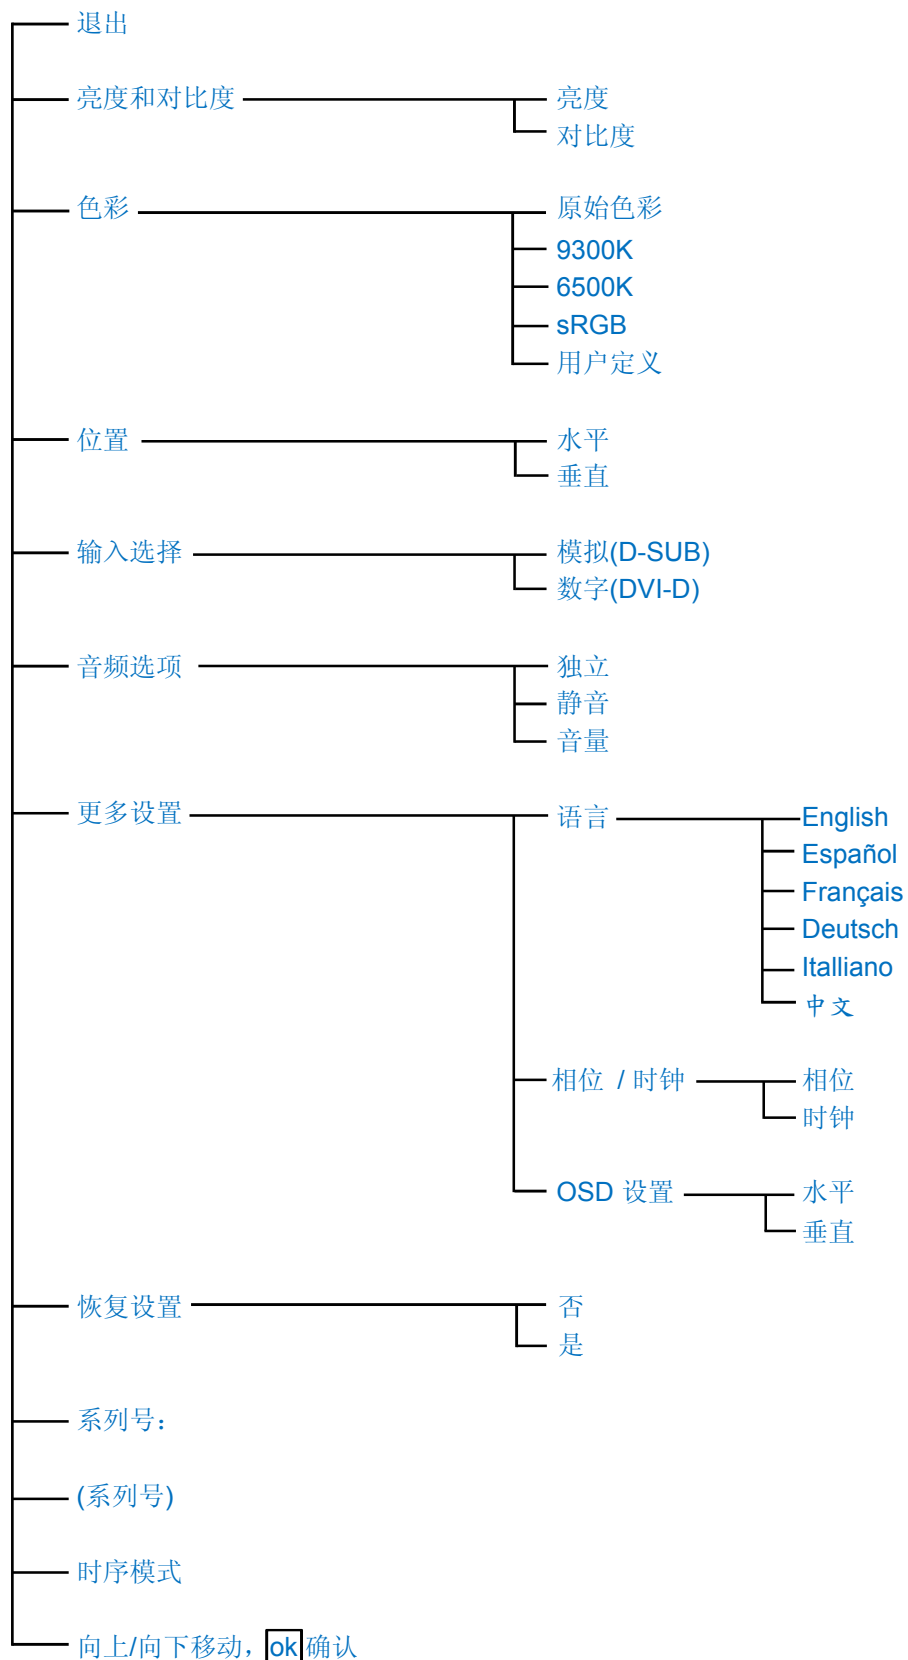 退出
亮度和对比度 亮度
对比度
色彩 原始色彩
9300K
6500K
sRGB
用户定义
位置 水平
垂直
输入选择 模拟(D-SUB)
数字(DVI-D)
音频选项 独立
静音
音量
更多设置 语言 English
Español
Français
Deutsch
Italliano
中文
相位 / 时钟 相位
时钟
OSD 设置 水平
垂直
恢复设置 否
是
系列号：
(系列号)
时序模式
向上/向下移动，ok确认